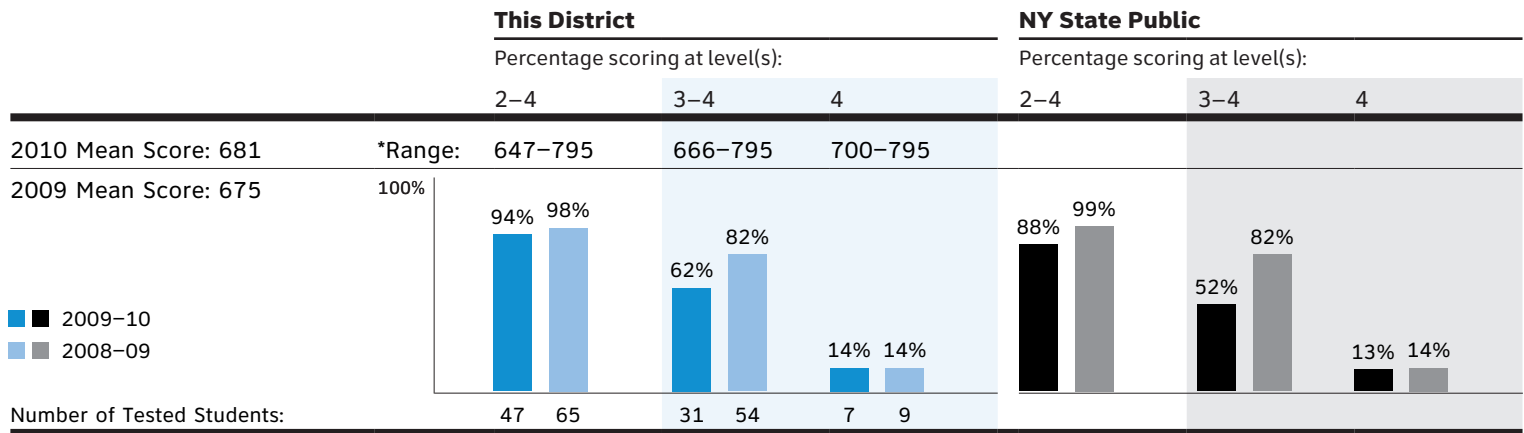 This District NY State Public
Percentage scoring at level(s): Percentage scoring at level(s):
2–4 3–4 4 2–4 3–4 4
2010 Mean Score: 681 *Range: 647–795 666–795 700–795
2009 Mean Score: 675 100%
94% 98% 62% 82% 14% 14% 88% 99% 52% 82% 13% 14%
2009–10
2008–09
Number of Tested Students: 47 65 31 54 7 9